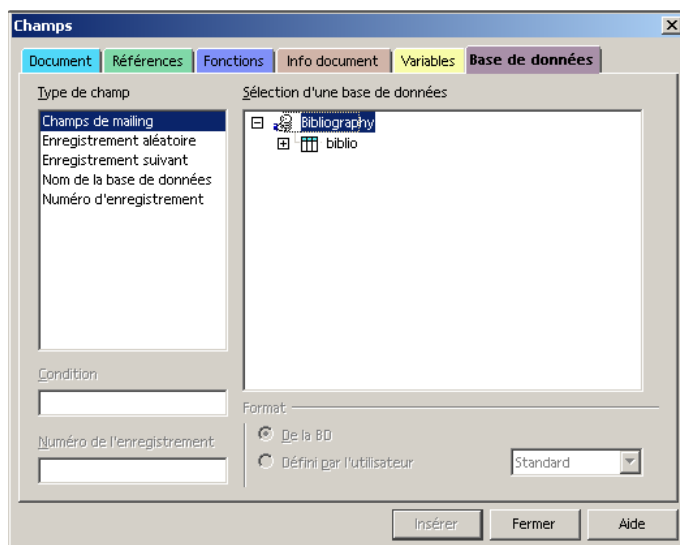 Champs
Document Références Fonctions Info document Variables Base de données
Type de champ
Champs de mailing
Enregistrement aléatoire
Enregistrement suivant
Nom de la base de données
Numéro d'enregistrement
Sélection d'une base de données
Bibliography
biblio
Condition
Numéro de l'enregistrement
Format
De la BD
Défini par l'utilisateur
Standard
Insérer Fermer Aide